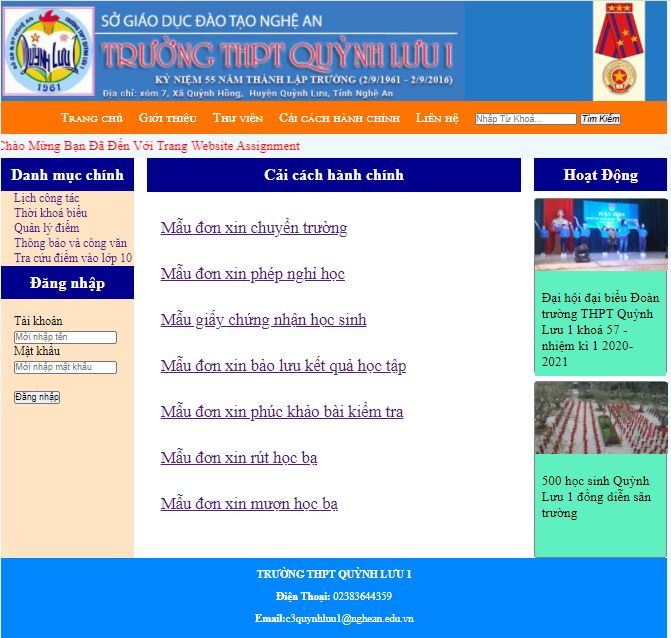 SỞ GIÁO DỤC ĐÀO TẠO NGHỆ AN
TRƯỜNG THPT QUỲNH LƯU 1
KỶ NIỆM 55 NĂM THÀNH LẬP TRƯỜNG (2/9/1961 - 2/9/2016)
Địa chỉ: xóm 7, Xã Quỳnh Hồng, Huyện Quỳnh Lưu, Tỉnh Nghệ An
QUỲNH LƯU 1
1961
Trang chủ Giới thiệu Thư viện Cải cách hành chính Liên hệ Nhập Từ Khoá... Tìm Kiếm
Chào Mừng Bạn Đã Đến Với Trang Website Assignment
Danh mục chính
Lịch công tác
Thời khoá biểu
Quản lý điểm
Thông báo và công văn
Tra cứu điểm vào lớp 10
Đăng nhập
Tài khoản
Mời nhập tên
Mật khẩu
Mời nhập mật khẩu
Đăng nhập
Cải cách hành chính
Mẫu đơn xin chuyển trường
Mẫu đơn xin phép nghỉ học
Mẫu giấy chứng nhận học sinh
Mẫu đơn xin bảo lưu kết quả học tập
Mẫu đơn xin phúc khảo bài kiểm tra
Mẫu đơn xin rút học bạ
Mẫu đơn xin mượn học bạ
Hoạt Động
ĐẠI HỘI
Đại hội đại biểu Đoàn
trường THPT Quỳnh
Lưu 1 khoá 57 -
nhiệm kì 1 2020-
2021
500 học sinh Quỳnh
Lưu 1 đồng diễn sân
trường
TRƯỜNG THPT QUỲNH LƯU 1
Điện Thoại: 02383644359
Email:c3quynhluu1@nghean.edu.vn